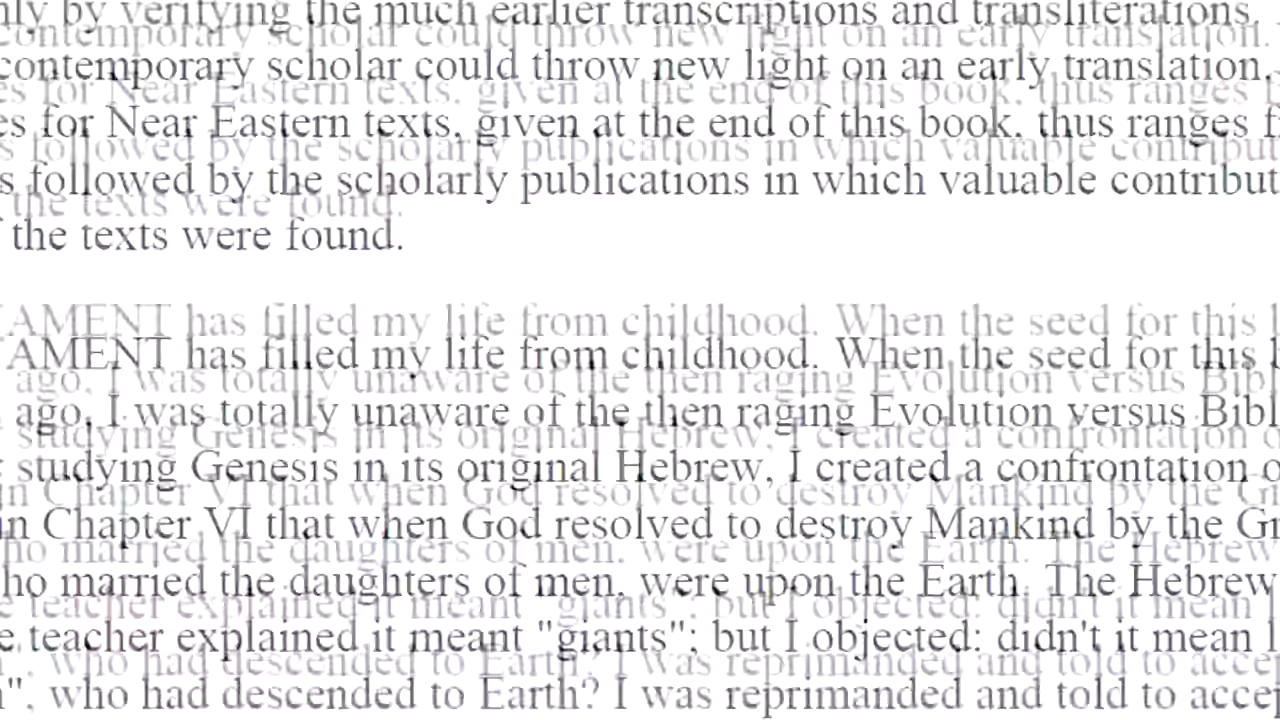 by verifying the much earlier transcriptions and transliterations.
contemporary scholar could throw new light on an early translation.
for Near Eastern texts, given at the end of this book, thus ranges
followed by the scholarly publications in which valuable contribut
the texts were found.
AMENT has filled my life from childhood. When the seed for this
ago, I was totally unaware of the then raging Evolution versus Bibl
studying Genesis in its original Hebrew, I created a confrontation o
in Chapter VI that when God resolved to destroy Mankind by the
ho married the daughters of men, were upon the Earth. The Hebrew
teacher explained it meant "giants"; but I objected: didn't it mean
", who had descended to Earth? I was reprimanded and told to accep